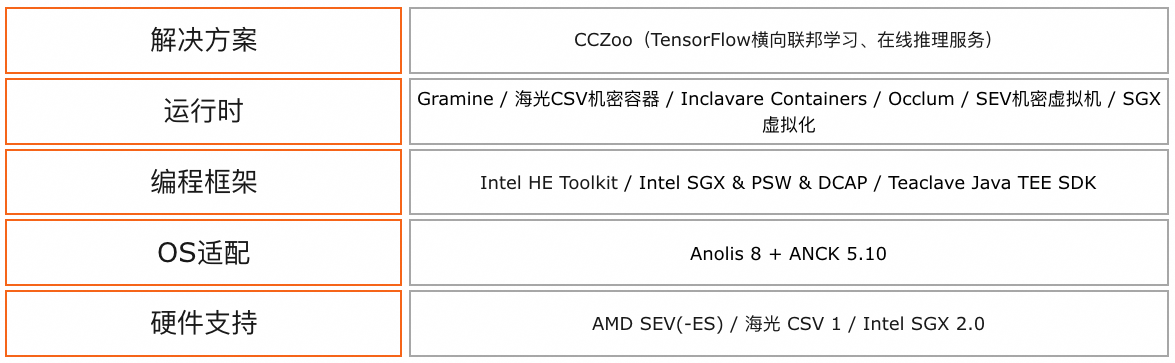 解决方案
CCZoo（TensorFlow横向联邦学习、在线推理服务）
运行时
Gramine / 海光CSV机密容器 / Inclavare Containers / Occlum / SEV机密虚拟机 / SGX
虚拟化
编程框架
Intel HE Toolkit / Intel SGX & PSW & DCAP / Teaclave Java TEE SDK
OS适配
Anolis 8 + ANCK 5.10
硬件支持
AMD SEV(-ES) / 海光 CSV 1 / Intel SGX 2.0